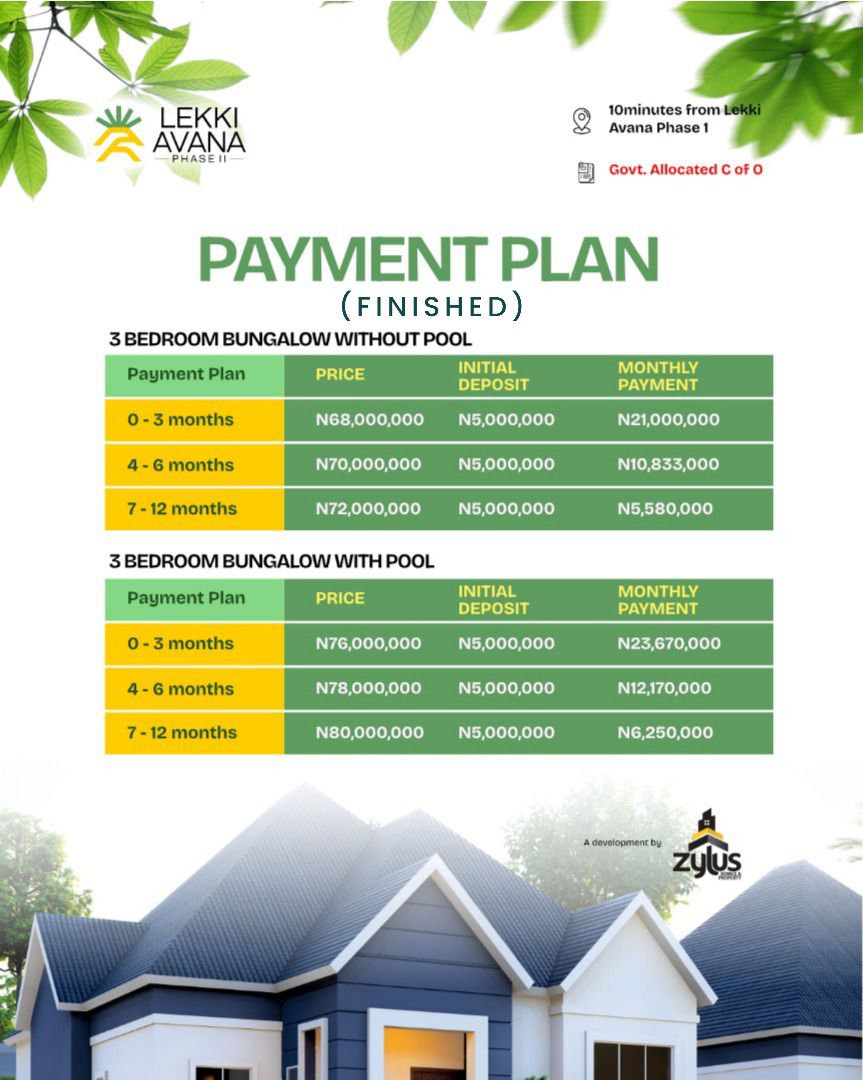 LEKKI
AVANA
PHASE II
10minutes from Lekki
Avana Phase 1
Govt. Allocated C of O
PAYMENT PLAN
(FINISHED)
3 BEDROOM BUNGALOW WITHOUT POOL
Payment Plan PRICE INITIAL DEPOSIT MONTHLY PAYMENT
0 - 3 months N68,000,000 N5,000,000 N21,000,000
4 - 6 months N70,000,000 N5,000,000 N10,833,000
7 - 12 months N72,000,000 N5,000,000 N5,580,000
3 BEDROOM BUNGALOW WITH POOL
Payment Plan PRICE INITIAL DEPOSIT MONTHLY PAYMENT
0 - 3 months N76,000,000 N5,000,000 N23,670,000
4 - 6 months N78,000,000 N5,000,000 N12,170,000
7 - 12 months N80,000,000 N5,000,000 N6,250,000
A development by
zylus
HOMES &
PROPERTY